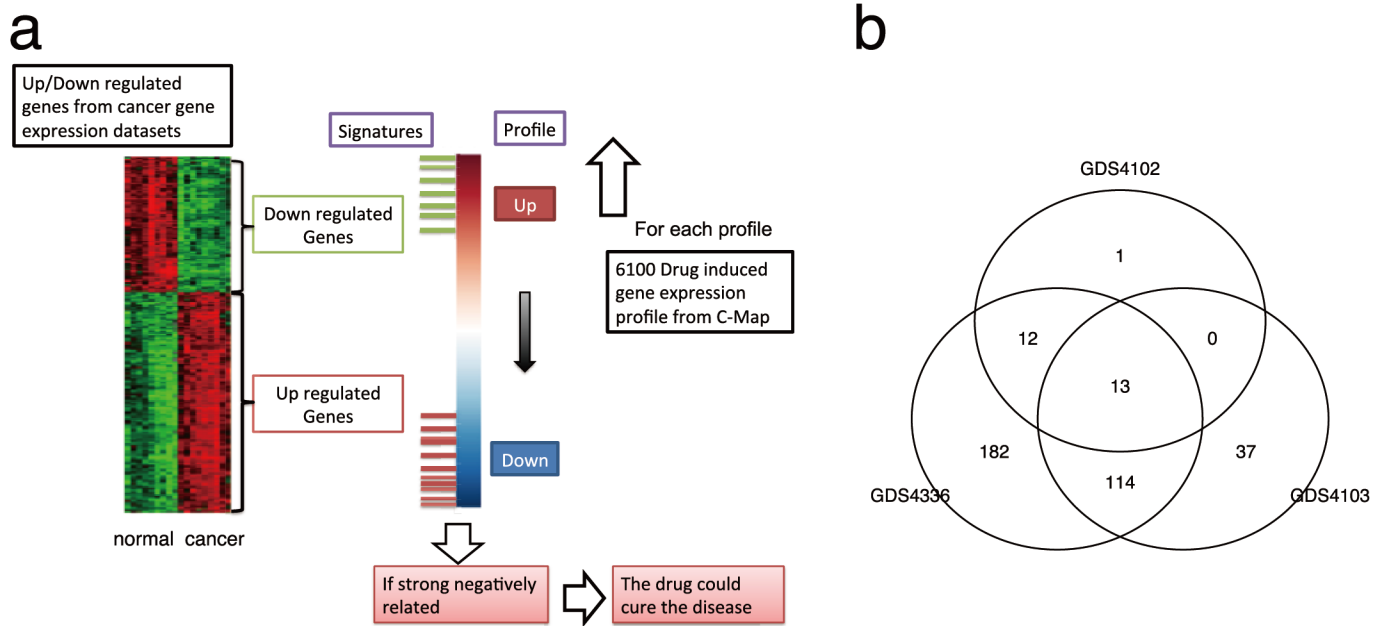 a
Up/Down regulated
genes from cancer gene
expression datasets
Signatures
Profile
Down regulated
Genes
Up
For each profile
6100 Drug induced
gene expression
profile from C-Map
Up regulated
Genes
Down
normal cancer
If strong negatively
related
The drug could
cure the disease
b
GDS4102
1
12
0
13
182
37
114
GDS4336
GDS4103